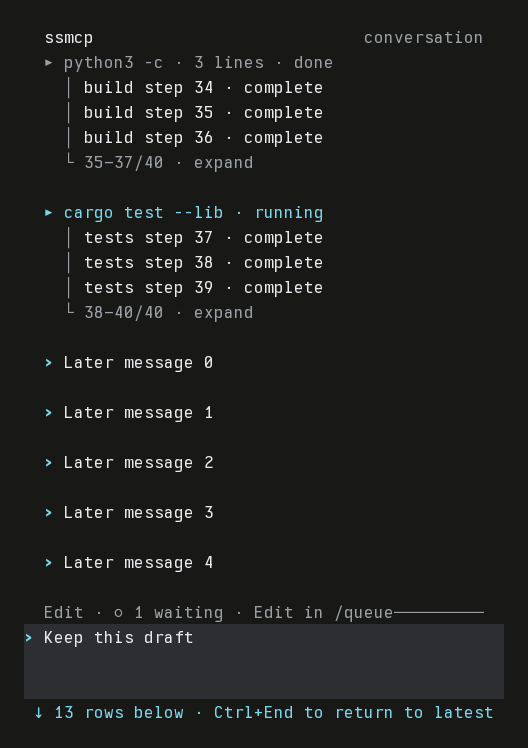 ssmcp conversation
▸ python3 -c · 3 lines · done
│ build step 34 · complete
│ build step 35 · complete
│ build step 36 · complete
└ 35–37/40 · expand
▸ cargo test --lib · running
│ tests step 37 · complete
│ tests step 38 · complete
│ tests step 39 · complete
└ 38–40/40 · expand
› Later message 0
› Later message 1
› Later message 2
› Later message 3
› Later message 4
Edit · ○ 1 waiting · Edit in /queue─────────
› Keep this draft
↓ 13 rows below · Ctrl+End to return to latest